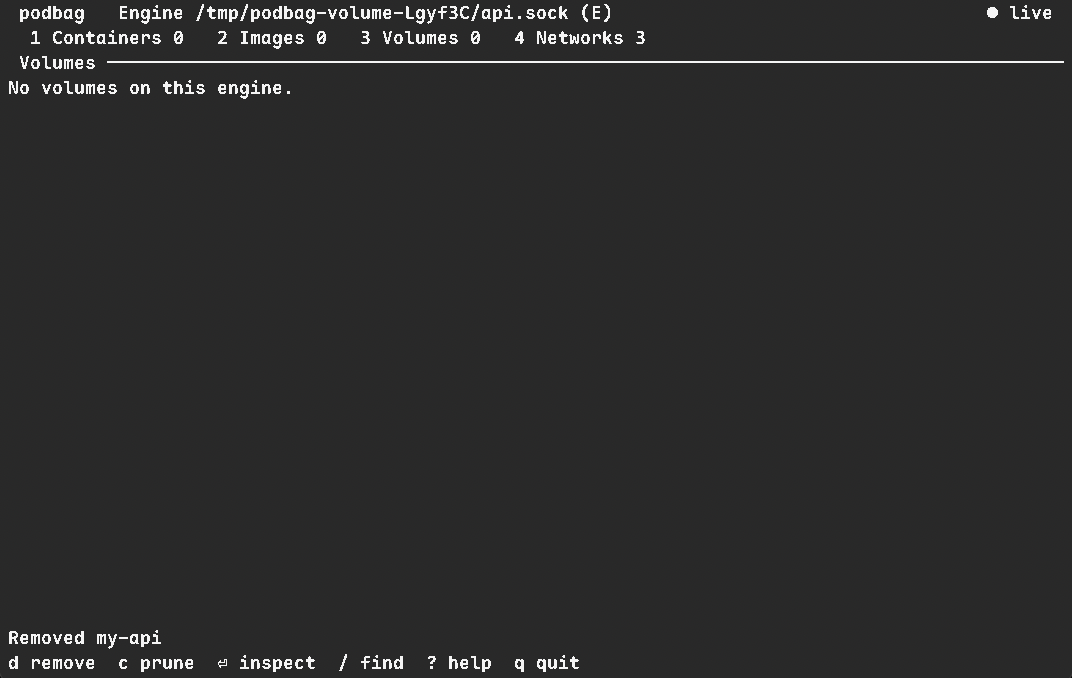 podbag   Engine /tmp/podbag-volume-Lgyf3C/api.sock (E) ● live
1 Containers 0   2 Images 0   3 Volumes 0   4 Networks 3
Volumes
No volumes on this engine.
Removed my-api
d remove  c prune  ⏎ inspect  / find  ? help  q quit